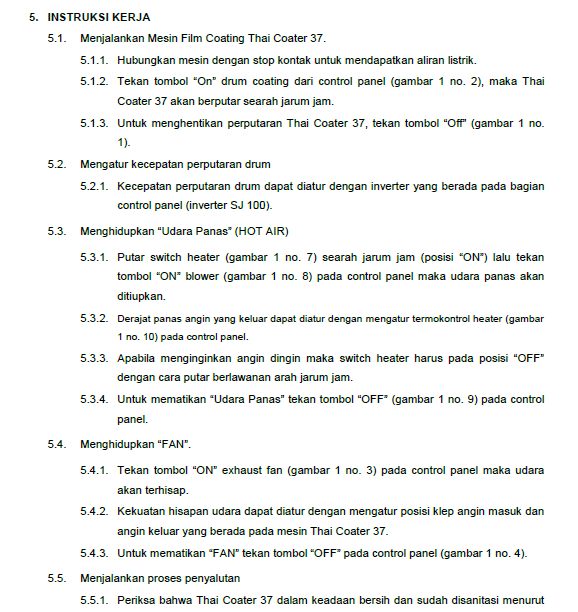 5. INSTRUKSI KERJA
5.1. Menjalankan Mesin Film Coating Thai Coater 37.
5.1.1. Hubungkan mesin dengan stop kontak untuk mendapatkan aliran listrik.
5.1.2. Tekan tombol “On” drum coating dari control panel (gambar 1 no. 2), maka Thai
Coater 37 akan berputar searah jarum jam.
5.1.3. Untuk menghentikan perputaran Thai Coater 37, tekan tombol “Off” (gambar 1 no.
1).
5.2. Mengatur kecepatan perputaran drum
5.2.1. Kecepatan perputaran drum dapat diatur dengan inverter yang berada pada bagian
control panel (inverter SJ 100).
5.3. Menghidupkan “Udara Panas” (HOT AIR)
5.3.1. Putar switch heater (gambar 1 no. 7) searah jarum jam (posisi “ON”) lalu tekan
tombol “ON” blower (gambar 1 no. 8) pada control panel maka udara panas akan
ditiupkan.
5.3.2. Derajat panas angin yang keluar dapat diatur dengan mengatur termokontrol heater (gambar
1 no. 10) pada control panel.
5.3.3. Apabila menginginkan angin dingin maka switch heater harus pada posisi “OFF”
dengan cara putar berlawanan arah jarum jam.
5.3.4. Untuk mematikan “Udara Panas” tekan tombol “OFF” (gambar 1 no. 9) pada control
panel.
5.4. Menghidupkan “FAN”.
5.4.1. Tekan tombol “ON” exhaust fan (gambar 1 no. 3) pada control panel maka udara
akan terhisap.
5.4.2. Kekuatan hisapan udara dapat diatur dengan mengatur posisi klep angin masuk dan
angin keluar yang berada pada mesin Thai Coater 37.
5.4.3. Untuk mematikan “FAN” tekan tombol “OFF” pada control panel (gambar 1 no. 4).
5.5. Menjalankan proses penyalutan
5.5.1. Periksa bahwa Thai Coater 37 dalam keadaan bersih dan sudah disanitasi menurut